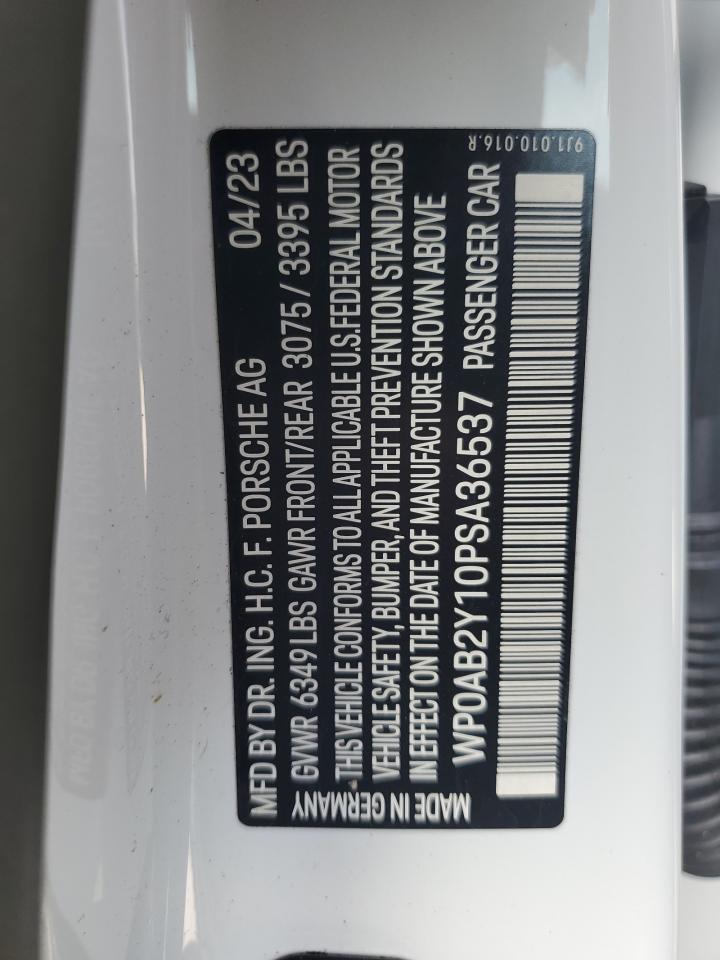 MFD BY DR. ING. H.C. F. PORSCHE AG 04/23
GVWR 6349 LBS GAWR FRONT/REAR 3075 / 3395 LBS
THIS VEHICLE CONFORMS TO ALL APPLICABLE U.S.FEDERAL MOTOR
VEHICLE SAFETY, BUMPER, AND THEFT PREVENTION STANDARDS
IN EFFECT ON THE DATE OF MANUFACTURE SHOWN ABOVE
WP0AB2Y10PSA36537 PASSENGER CAR
MADE IN GERMANY
9J1.010.016.R